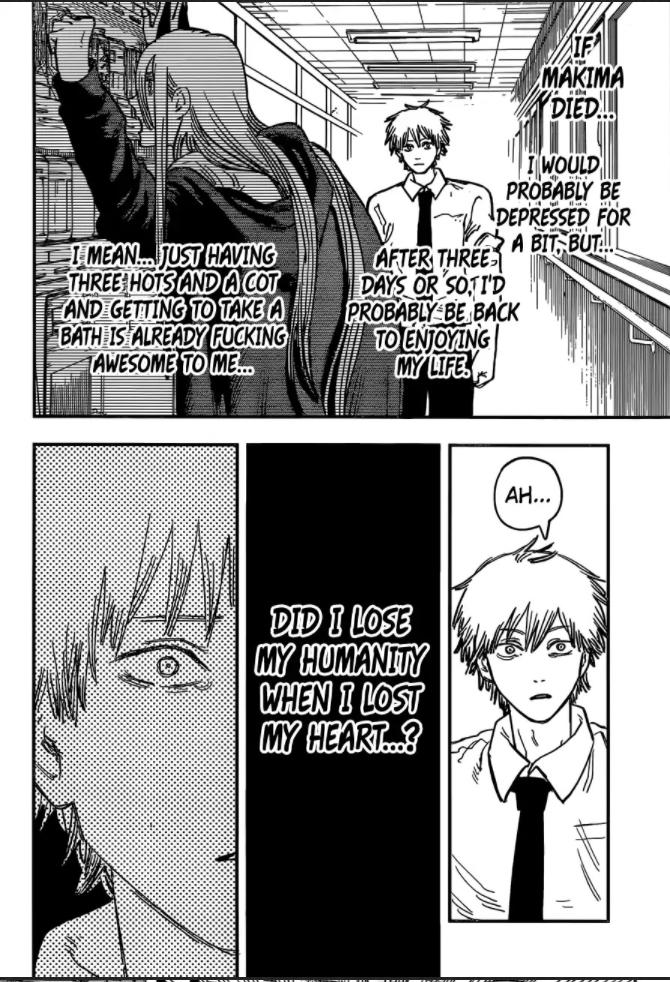 IF
MAKIMA
DIED...
I WOULD
PROBABLY BE
DEPRESSED FOR
A BIT, BUT...
AFTER THREE
DAYS OR SO, I'D
PROBABLY BE BACK
TO ENJOYING
MY LIFE.
I MEAN... JUST HAVING
THREE HOTS AND A COT
AND GETTING TO TAKE A
BATH IS ALREADY FUCKING
AWESOME TO ME...
AH...
DID I LOSE
MY HUMANITY
WHEN I LOST
MY HEART...?